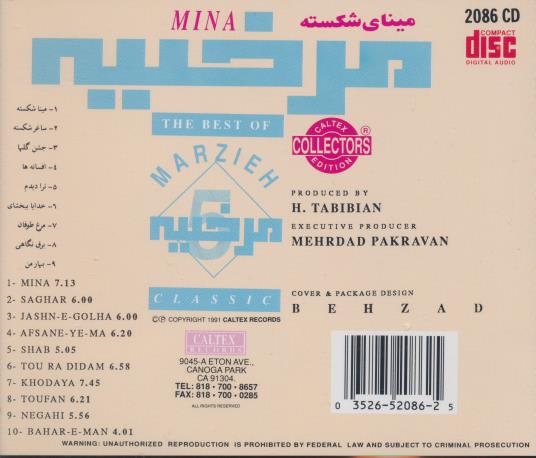 MINA
مینای شکسته
2086 CD
COMPACT
disc
DIGITAL AUDIO
مرضیه
THE BEST OF
MARZIEH
5
مرضیه
CLASSIC
CALTEX
COLLECTORS ®
EDITION
PRODUCED BY
H. TABIBIAN
EXECUTIVE PRODUCER
MEHRDAD PAKRAVAN
COVER & PACKAGE DESIGN
BEHZAD
۱- مینا شکسته
۲- ساغر شکسته
۳- جشن گلها
۴- افسانه ها
۵- ترا دیدم
۶- خدایا ببخشای
۷- مرغ طوفان
۸- برق نگاهی
۹- بهار من
1- MINA 7.13
2- SAGHAR 6.00
3- JASHN-E-GOLHA 6.00
4- AFSANE-YE-MA 6.20
5- SHAB 5.05
6- TOU RA DIDAM 6.58
7- KHODAYA 7.45
8- TOUFAN 6.21
9- NEGAHI 5.56
10- BAHAR-E-MAN 4.01
©℗ COPYRIGHT 1991 CALTEX RECORDS
CALTEX
RECORDS
9045-A ETON AVE.,
CANOGA PARK
CA 91304.
TEL: 818 • 700 • 8657
FAX: 818 • 700 • 0285
ALL RIGHTS RESERVED
0 3526-52086-2 5
WARNING: UNAUTHORIZED REPRODUCTION IS PROHIBITED BY FEDERAL LAW AND SUBJECT TO CRIMINAL PROSECUTION